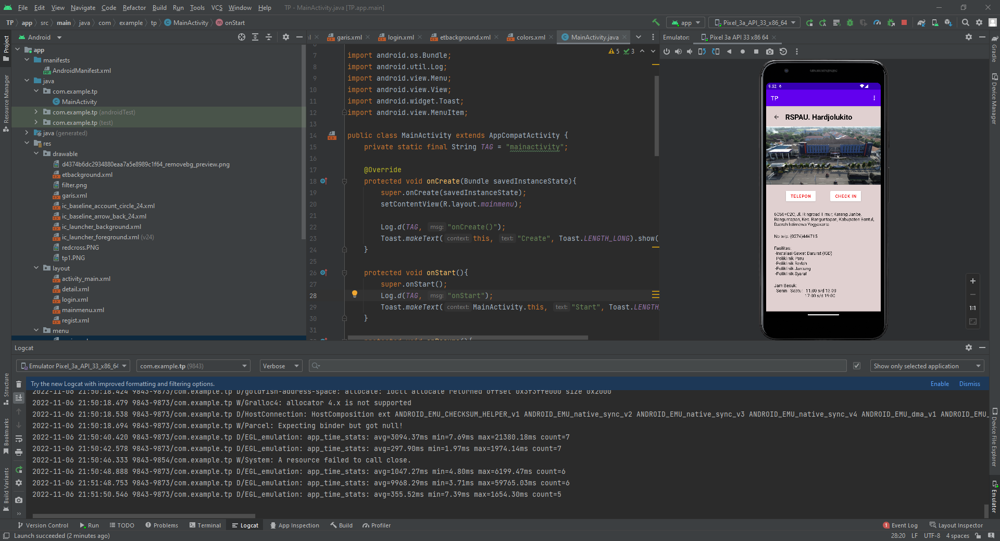 File Edit View Navigate Code Refactor Build Run Tools VCS Window Help TP - MainActivity.java [TP.app.main]
TP app src main java com example tp MainActivity onStart
app Pixel_3a_API_33_x86_64
Android
garis.xml login.xml etbackground.xml colors.xml MainActivity.java
Emulator: Pixel 3a API 33 x86 64
Project
Resource Manager
Structure
Bookmarks
Build Variants
app
manifests
AndroidManifest.xml
java
com.example.tp
MainActivity
com.example.tp (androidTest)
com.example.tp (test)
java (generated)
res
drawable
d4374b6dc2934880eaa7a5e8989c1f64_removebg_preview.png
etbackground.xml
filter.png
garis.xml
ic_baseline_account_circle_24.xml
ic_baseline_arrow_back_24.xml
ic_launcher_background.xml
ic_launcher_foreground.xml (v24)
redcross.PNG
tp1.PNG
layout
activity_main.xml
detail.xml
login.xml
mainmenu.xml
regist.xml
menu
5 3
7 import android.os.Bundle;
8 import android.util.Log;
9 import android.view.Menu;
10 import android.view.View;
11 import android.widget.Toast;
12 import android.view.MenuItem;
13
14 public class MainActivity extends AppCompatActivity {
15 private static final String TAG = "mainactivity";
16
17 @Override
18 protected void onCreate(Bundle savedInstanceState){
19 super.onCreate(savedInstanceState);
20 setContentView(R.layout.mainmenu);
21
22 Log.d(TAG, msg: "onCreate()");
23 Toast.makeText( context: this, text: "Create", Toast.LENGTH_LONG).show(
24 }
25
26 protected void onStart(){
27 super.onStart();
28 Log.d(TAG, msg: "onStart");
29 Toast.makeText( context: MainActivity.this, text: "Start", Toast.LENGTH_
30 }
31
protected void onResume(){
9:52
TP
RSPAU. Hardjolukito
TELEPON CHECK IN
6C56+C2C, Jl. Ringroad Timur, Karang Janbe,
Banguntapan, Kec. Banguntapan, Kabupaten Bantul,
Daerah Istimewa Yogyakarta
No telp: (0274)444715
Fasilitas:
-Instalasi Gawat Darurat (IGD)
-Poliklinik Paru
-Poliklinik Bedah
-Poliklinik Jantung
-Poliklinik Syaraf
Jam Besuk:
Senin - Sabtu: 11.00 s/d 13.00
17.00 s/d 19.00
1:1
Gradle
Device Manager
Device File Explorer
Emulator
Logcat
Emulator Pixel_3a_API_33_x86_64 com.example.tp (9843) Verbose Show only selected application
Try the new Logcat with improved formatting and filtering options. Enable Dismiss
2022-11-06 21:50:18.424 9843-9873/com.example.tp D/goldfish-address-space: allocate: ioctl allocate returned offset 0x3f3ffe000 size 0x2000
2022-11-06 21:50:18.479 9843-9873/com.example.tp W/Gralloc4: allocator 4.x is not supported
2022-11-06 21:50:18.538 9843-9873/com.example.tp D/HostConnection: HostComposition ext ANDROID_EMU_CHECKSUM_HELPER_v1 ANDROID_EMU_native_sync_v2 ANDROID_EMU_native_sync_v3 ANDROID_EMU_native_sync_v4 ANDROID_EMU_dma_v1 ANDROID_EMU_
2022-11-06 21:50:18.694 9843-9873/com.example.tp W/Parcel: Expecting binder but got null!
2022-11-06 21:50:40.420 9843-9873/com.example.tp D/EGL_emulation: app_time_stats: avg=3094.37ms min=7.69ms max=21380.18ms count=7
2022-11-06 21:50:42.578 9843-9873/com.example.tp D/EGL_emulation: app_time_stats: avg=297.90ms min=1.97ms max=1974.14ms count=7
2022-11-06 21:50:46.333 9843-9854/com.example.tp W/System: A resource failed to call close.
2022-11-06 21:50:48.888 9843-9873/com.example.tp D/EGL_emulation: app_time_stats: avg=1047.27ms min=4.80ms max=6199.47ms count=6
2022-11-06 21:51:48.753 9843-9873/com.example.tp D/EGL_emulation: app_time_stats: avg=9968.29ms min=3.71ms max=59765.03ms count=6
2022-11-06 21:51:50.546 9843-9873/com.example.tp D/EGL_emulation: app_time_stats: avg=355.52ms min=7.39ms max=1654.30ms count=5
Version Control Run TODO Problems Terminal Logcat App Inspection Build Profiler 1 Event Log Layout Inspector
Launch succeeded (2 minutes ago) 28:20 LF UTF-8 4 spaces